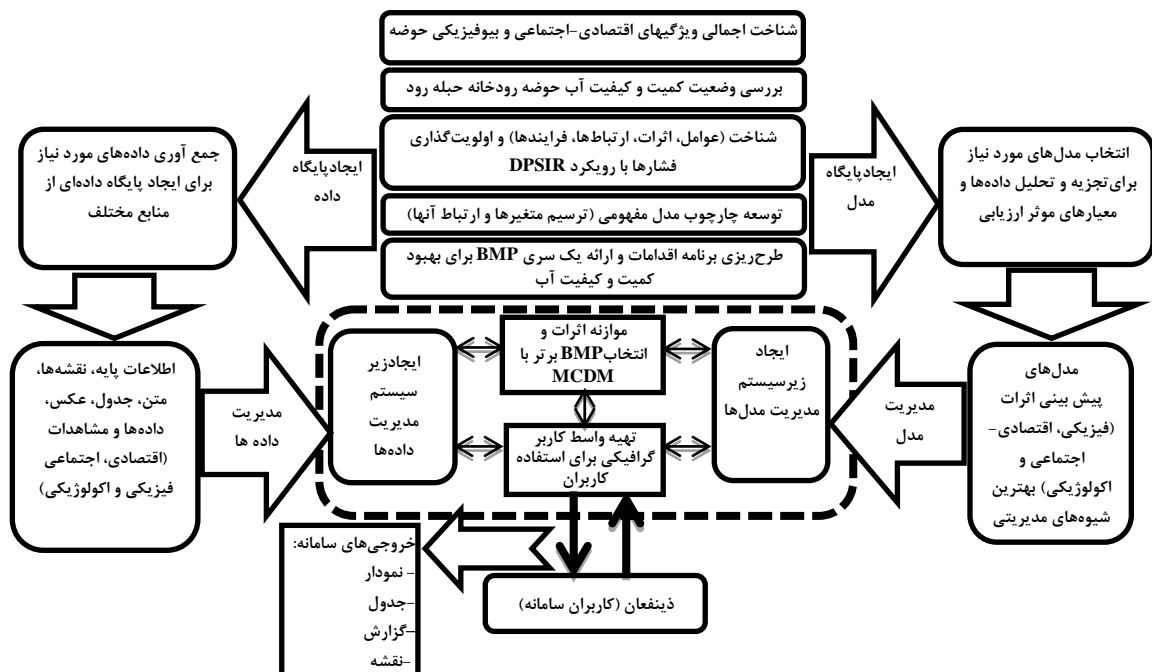 شناخت اجمالی ویژگیهای اقتصادی-اجتماعی و بیوفیزیکی حوضه
بررسی وضعیت کمیت و کیفیت آب حوضه رودخانه حبله رود
شناخت (عوامل، اثرات، ارتباط‌ها، فرایندها) و اولویت‌گذاری
فشارها با رویکرد DPSIR
توسعه چارچوب مدل مفهومی (ترسیم متغیرها و ارتباط آنها)
طرح‌ریزی برنامه اقدامات و ارائه یک سری BMP برای بهبود
کمیت و کیفیت آب
ایجادپایگاه
مدل
انتخاب مدل‌های مورد نیاز
برای‌تجزیه و تحلیل داده‌ها و
معیارهای موثر ارزیابی
ایجادپایگاه
داده
جمع آوری داده‌های مورد نیاز
برای ایجاد پایگاه داده‌ای از
منابع مختلف
مدل‌های
پیش بینی اثرات
(فیزیکی، اقتصادی-
اجتماعی و
اکولوژیکی) بهترین
شیوه‌های مدیریتی
مدیریت
مدل
ایجاد
زیرسیستم
مدیریت مدل‌ها
موازنه اثرات و
انتخاب‌BMP برتر با
MCDM
تهیه واسط کاربر
گرافیکی برای استفاده
کاربران
ایجادزیر
سیستم
مدیریت
داده‌ها
مدیریت
داده ها
اطلاعات پایه، نقشه‌ها،
متن، جدول، عکس،
داده‌ها و مشاهدات
(اقتصادی، اجتماعی
فیزیکی و اکولوژیکی)
ذینفعان (کاربران سامانه)
خروجی‌های سامانه:
- نمودار
-جدول
-گزارش
-نقشه